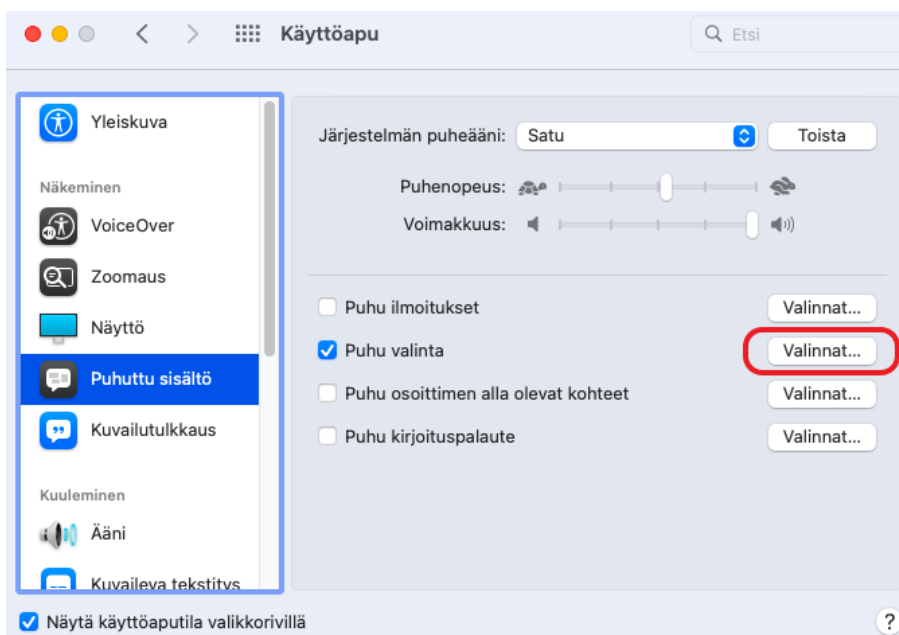 Käyttöapu
Etsi
Yleiskuva
Näkeminen
VoiceOver
Zoomaus
Näyttö
Puhuttu sisältö
Kuvailutulkkaus
Kuuleminen
Ääni
Kuvaileva tekstitys
Järjestelmän puheääni: Satu Toista
Puhenopeus:
Voimakkuus:
Puhu ilmoitukset Valinnat...
Puhu valinta Valinnat...
Puhu osoittimen alla olevat kohteet Valinnat...
Puhu kirjoituspalaute Valinnat...
Näytä käyttöaputila valikkorivillä ?